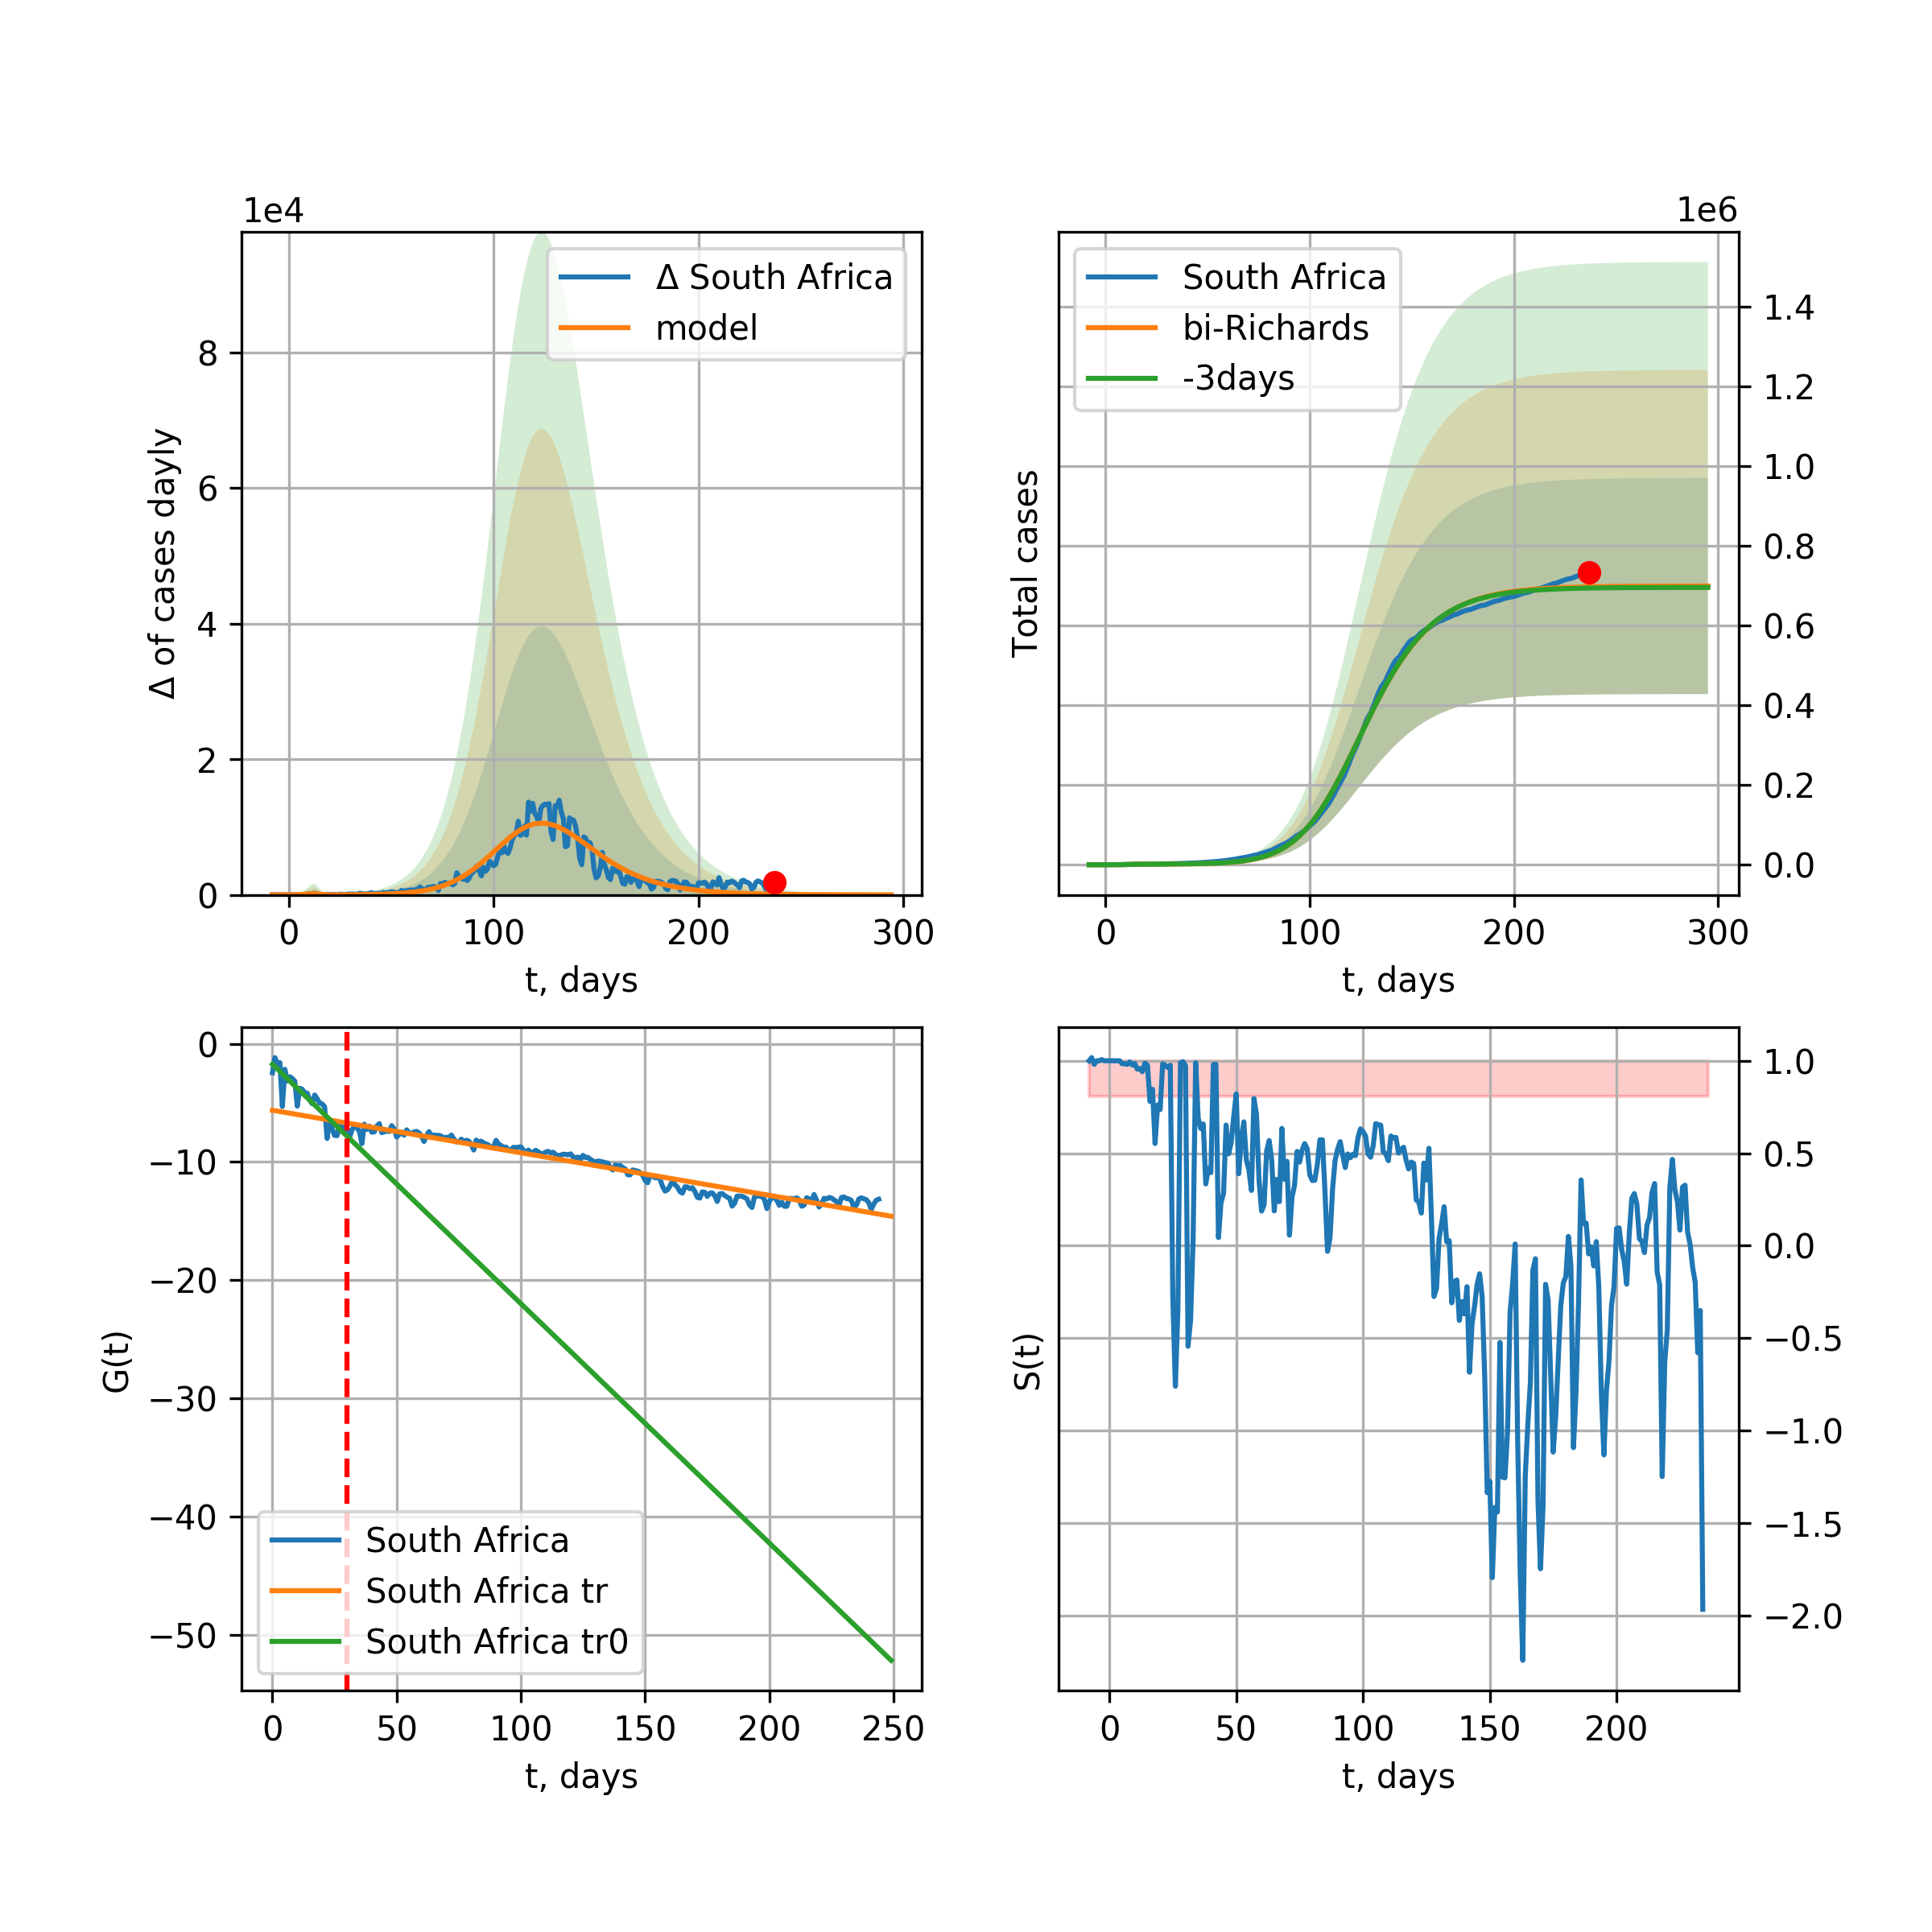 1e4
Δ South Africa
model
8
6
4
2
0
Δ of cases dayly
0
100
200
300
t, days
1e6
South Africa
bi-Richards
-3days
1.4
1.2
1.0
0.8
0.6
0.4
0.2
0.0
Total cases
0
100
200
300
t, days
0
−10
−20
−30
−40
−50
G(t)
South Africa
South Africa tr
South Africa tr0
0
50
100
150
200
250
t, days
1.0
0.5
0.0
−0.5
−1.0
−1.5
−2.0
S(t)
0
50
100
150
200
t, days